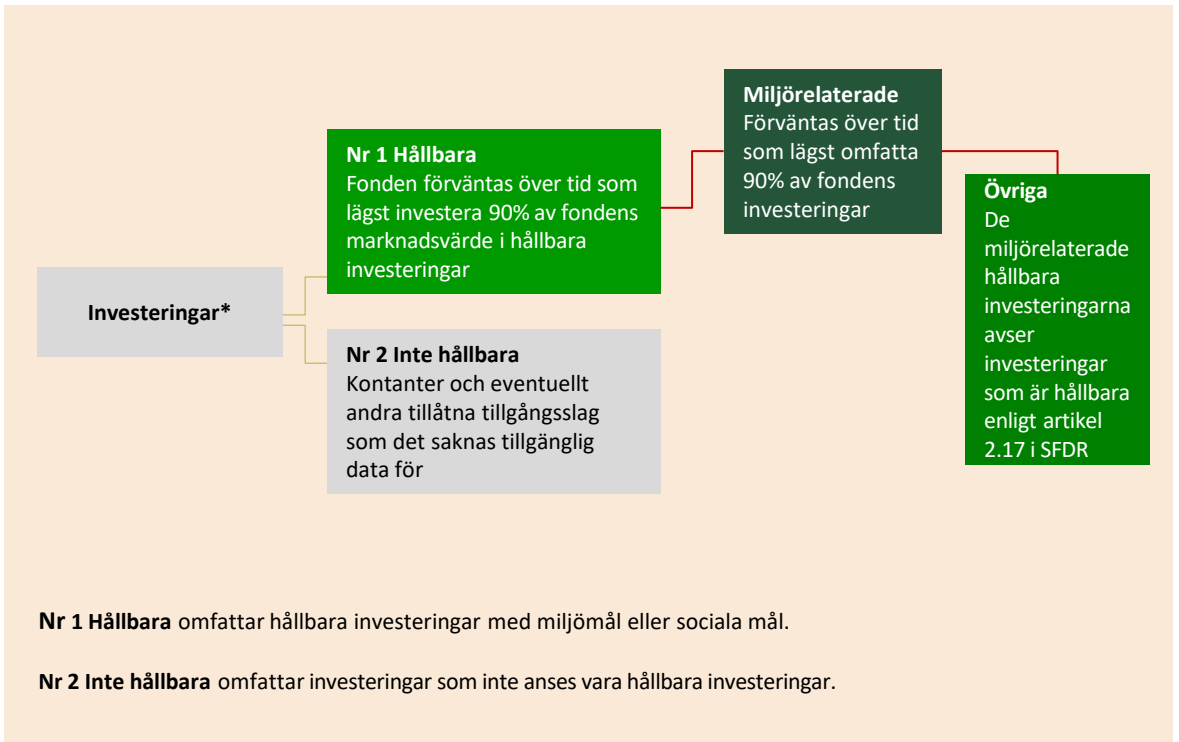 Investeringar*
Nr 1 Hållbara
Fonden förväntas över tid som
lägst investera 90% av fondens
marknadsvärde i hållbara
investeringar
Nr 2 Inte hållbara
Kontanter och eventuellt
andra tillåtna tillgångsslag
som det saknas tillgänglig
data för
Miljörelaterade
Förväntas över tid
som lägst omfatta
90% av fondens
investeringar
Övriga
De
miljörelaterade
hållbara
investeringarna
avser
investeringar
som är hållbara
enligt artikel
2.17 i SFDR
Nr 1 Hållbara omfattar hållbara investeringar med miljömål eller sociala mål.
Nr 2 Inte hållbara omfattar investeringar som inte anses vara hållbara investeringar.